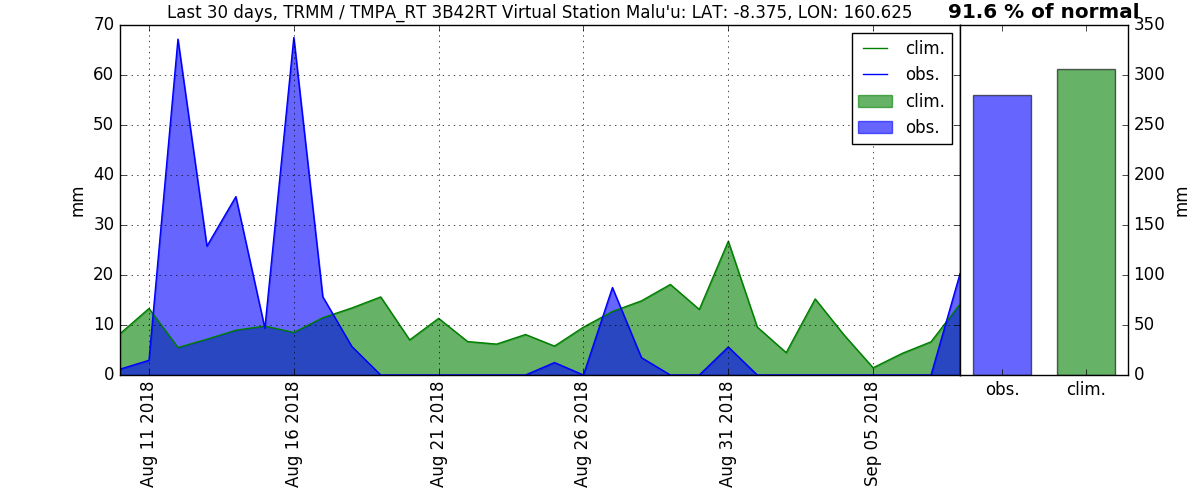 Last 30 days, TRMM / TMPA_RT 3B42RT Virtual Station Malu'u: LAT: -8.375, LON: 160.625
91.6 % of normal
70
60
50
40
30
20
10
0
mm
clim.
obs.
clim.
obs.
Aug 11 2018
Aug 16 2018
Aug 21 2018
Aug 26 2018
Aug 31 2018
Sep 05 2018
350
300
250
200
150
100
50
0
mm
obs.
clim.